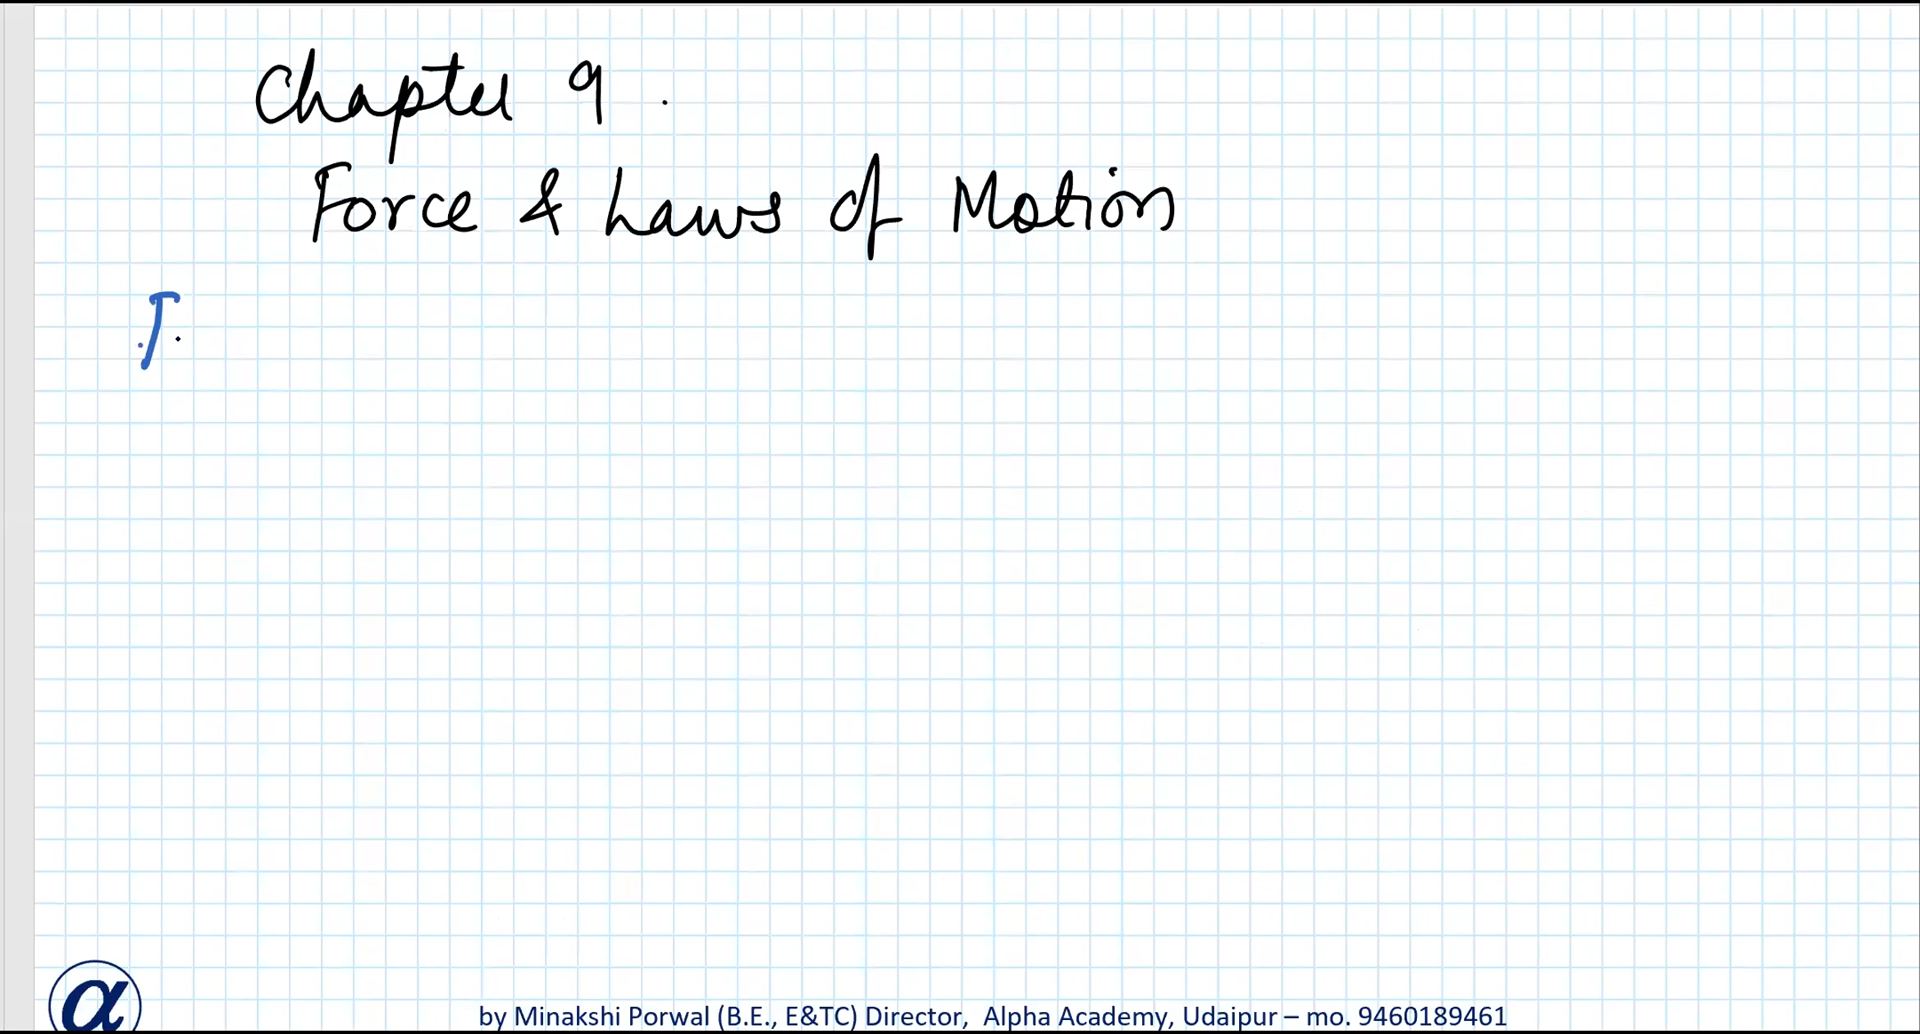 Chapter 9.
Force & Laws of Motion
α
by Minakshi Porwal (B.E., E&TC) Director, Alpha Academy, Udaipur – mo. 9460189461